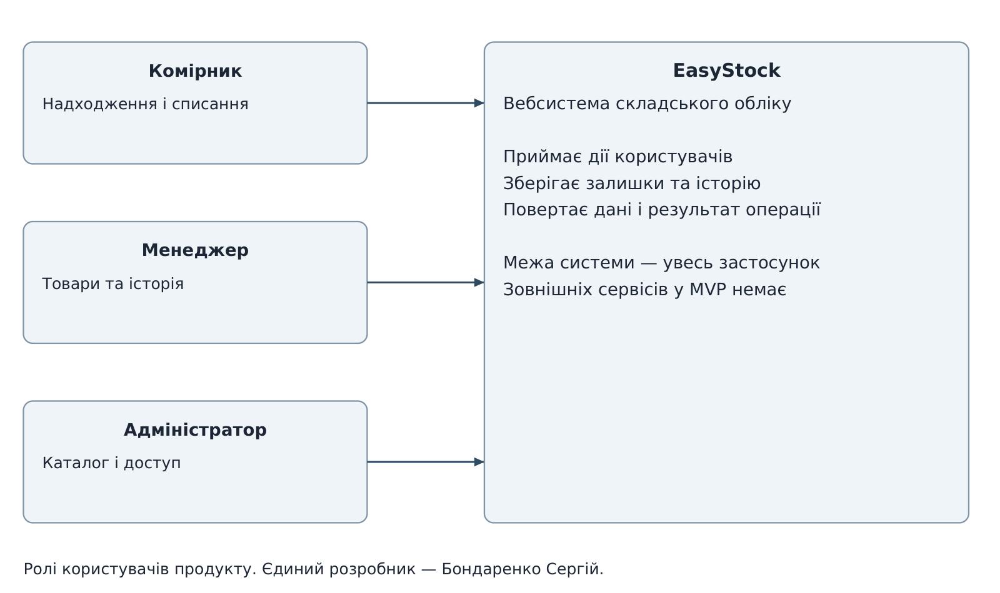 Комірник
Надходження і списання
Менеджер
Товари та історія
Адміністратор
Каталог і доступ
EasyStock
Вебсистема складського обліку
Приймає дії користувачів
Зберігає залишки та історію
Повертає дані і результат операції
Межа системи — увесь застосунок
Зовнішніх сервісів у MVP немає
Ролі користувачів продукту. Єдиний розробник — Бондаренко Сергій.